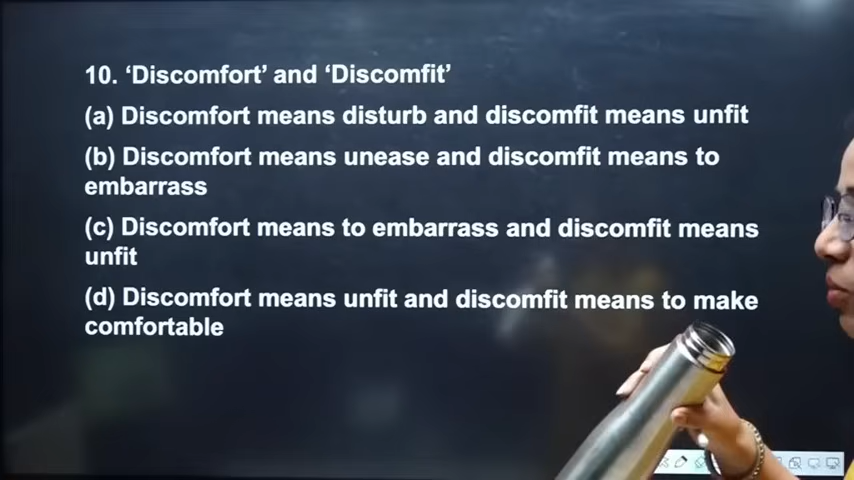 10. ‘Discomfort’ and ‘Discomfit’
(a) Discomfort means disturb and discomfit means unfit
(b) Discomfort means unease and discomfit means to
embarrass
(c) Discomfort means to embarrass and discomfit means
unfit
(d) Discomfort means unfit and discomfit means to make
comfortable